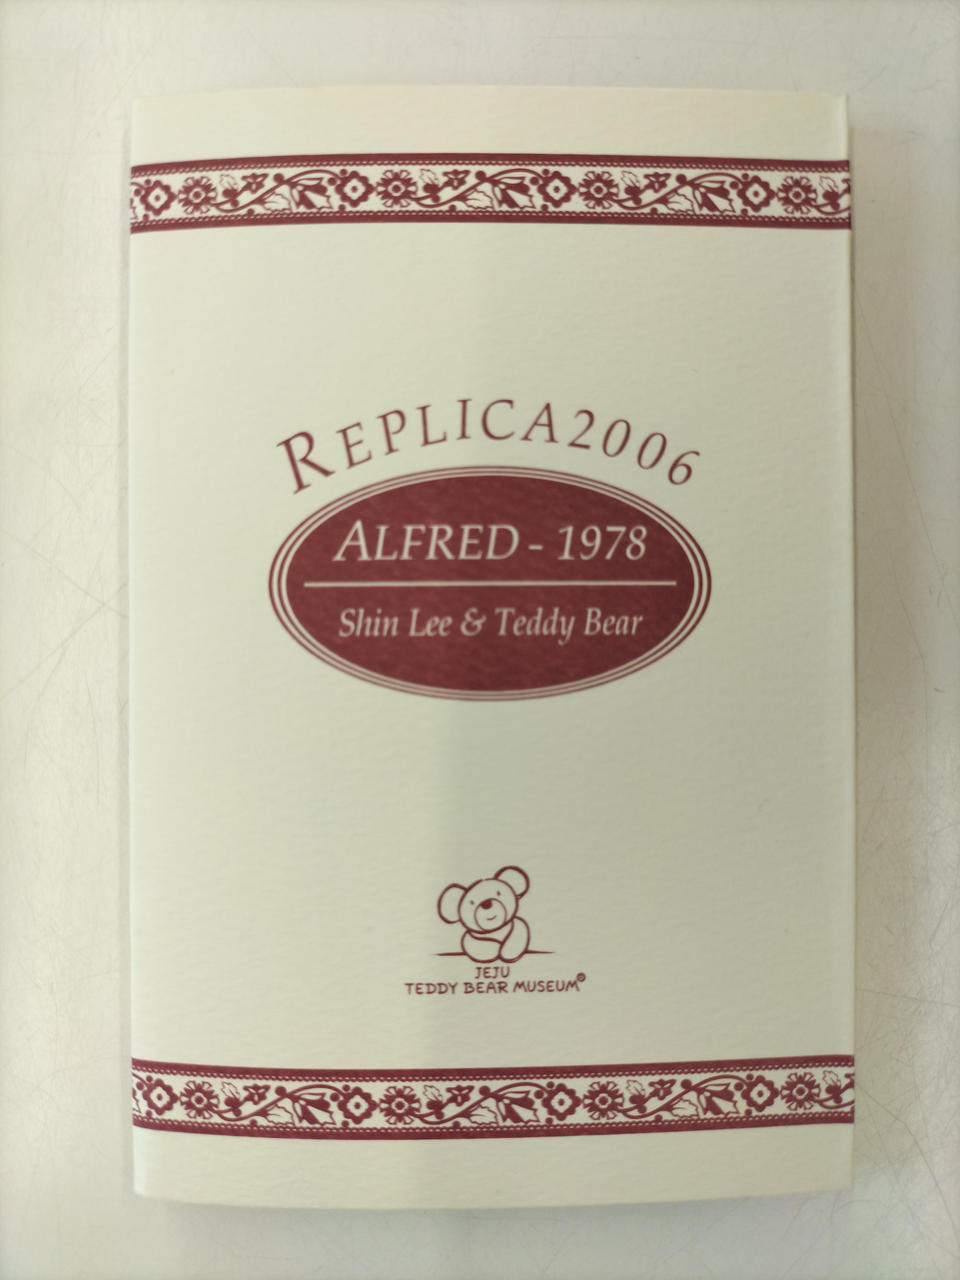 REPLICA2006
ALFRED - 1978
Shin Lee & Teddy Bear
JEJU
TEDDY BEAR MUSEUM®